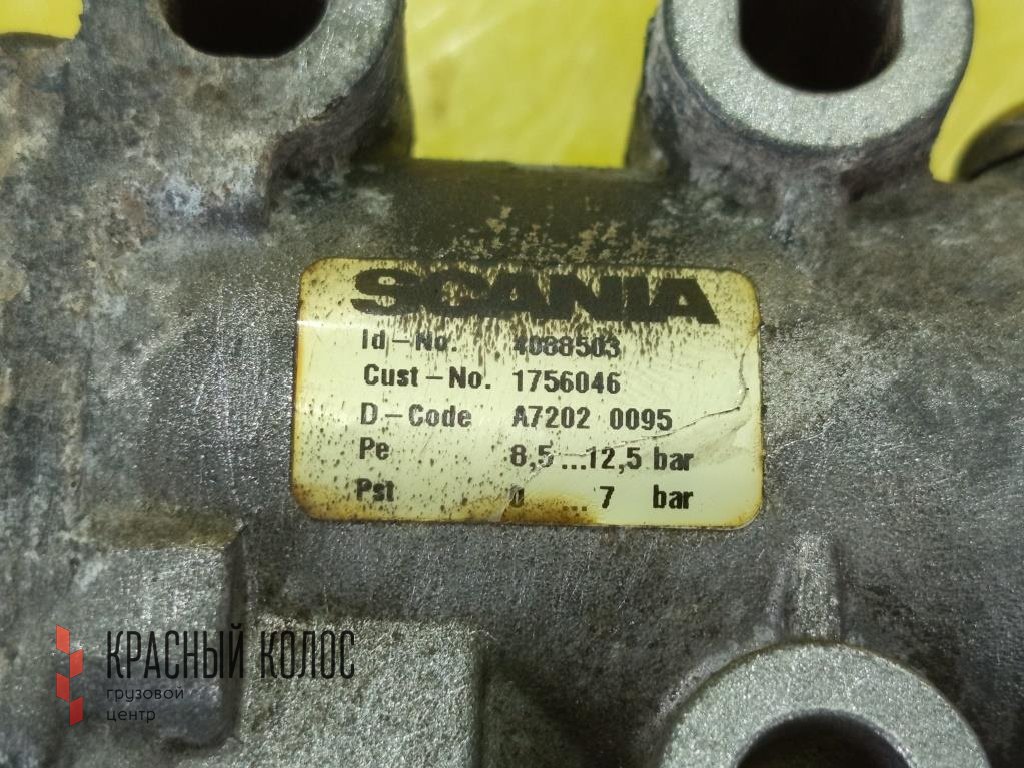 SCANIA
Id-No. 4088503
Cust-No. 1756046
D-Code A7202 0095
Pe 8,5...12,5 bar
Pst 0...7 bar
КРАСНЫЙ КОЛОС
грузовой
центр